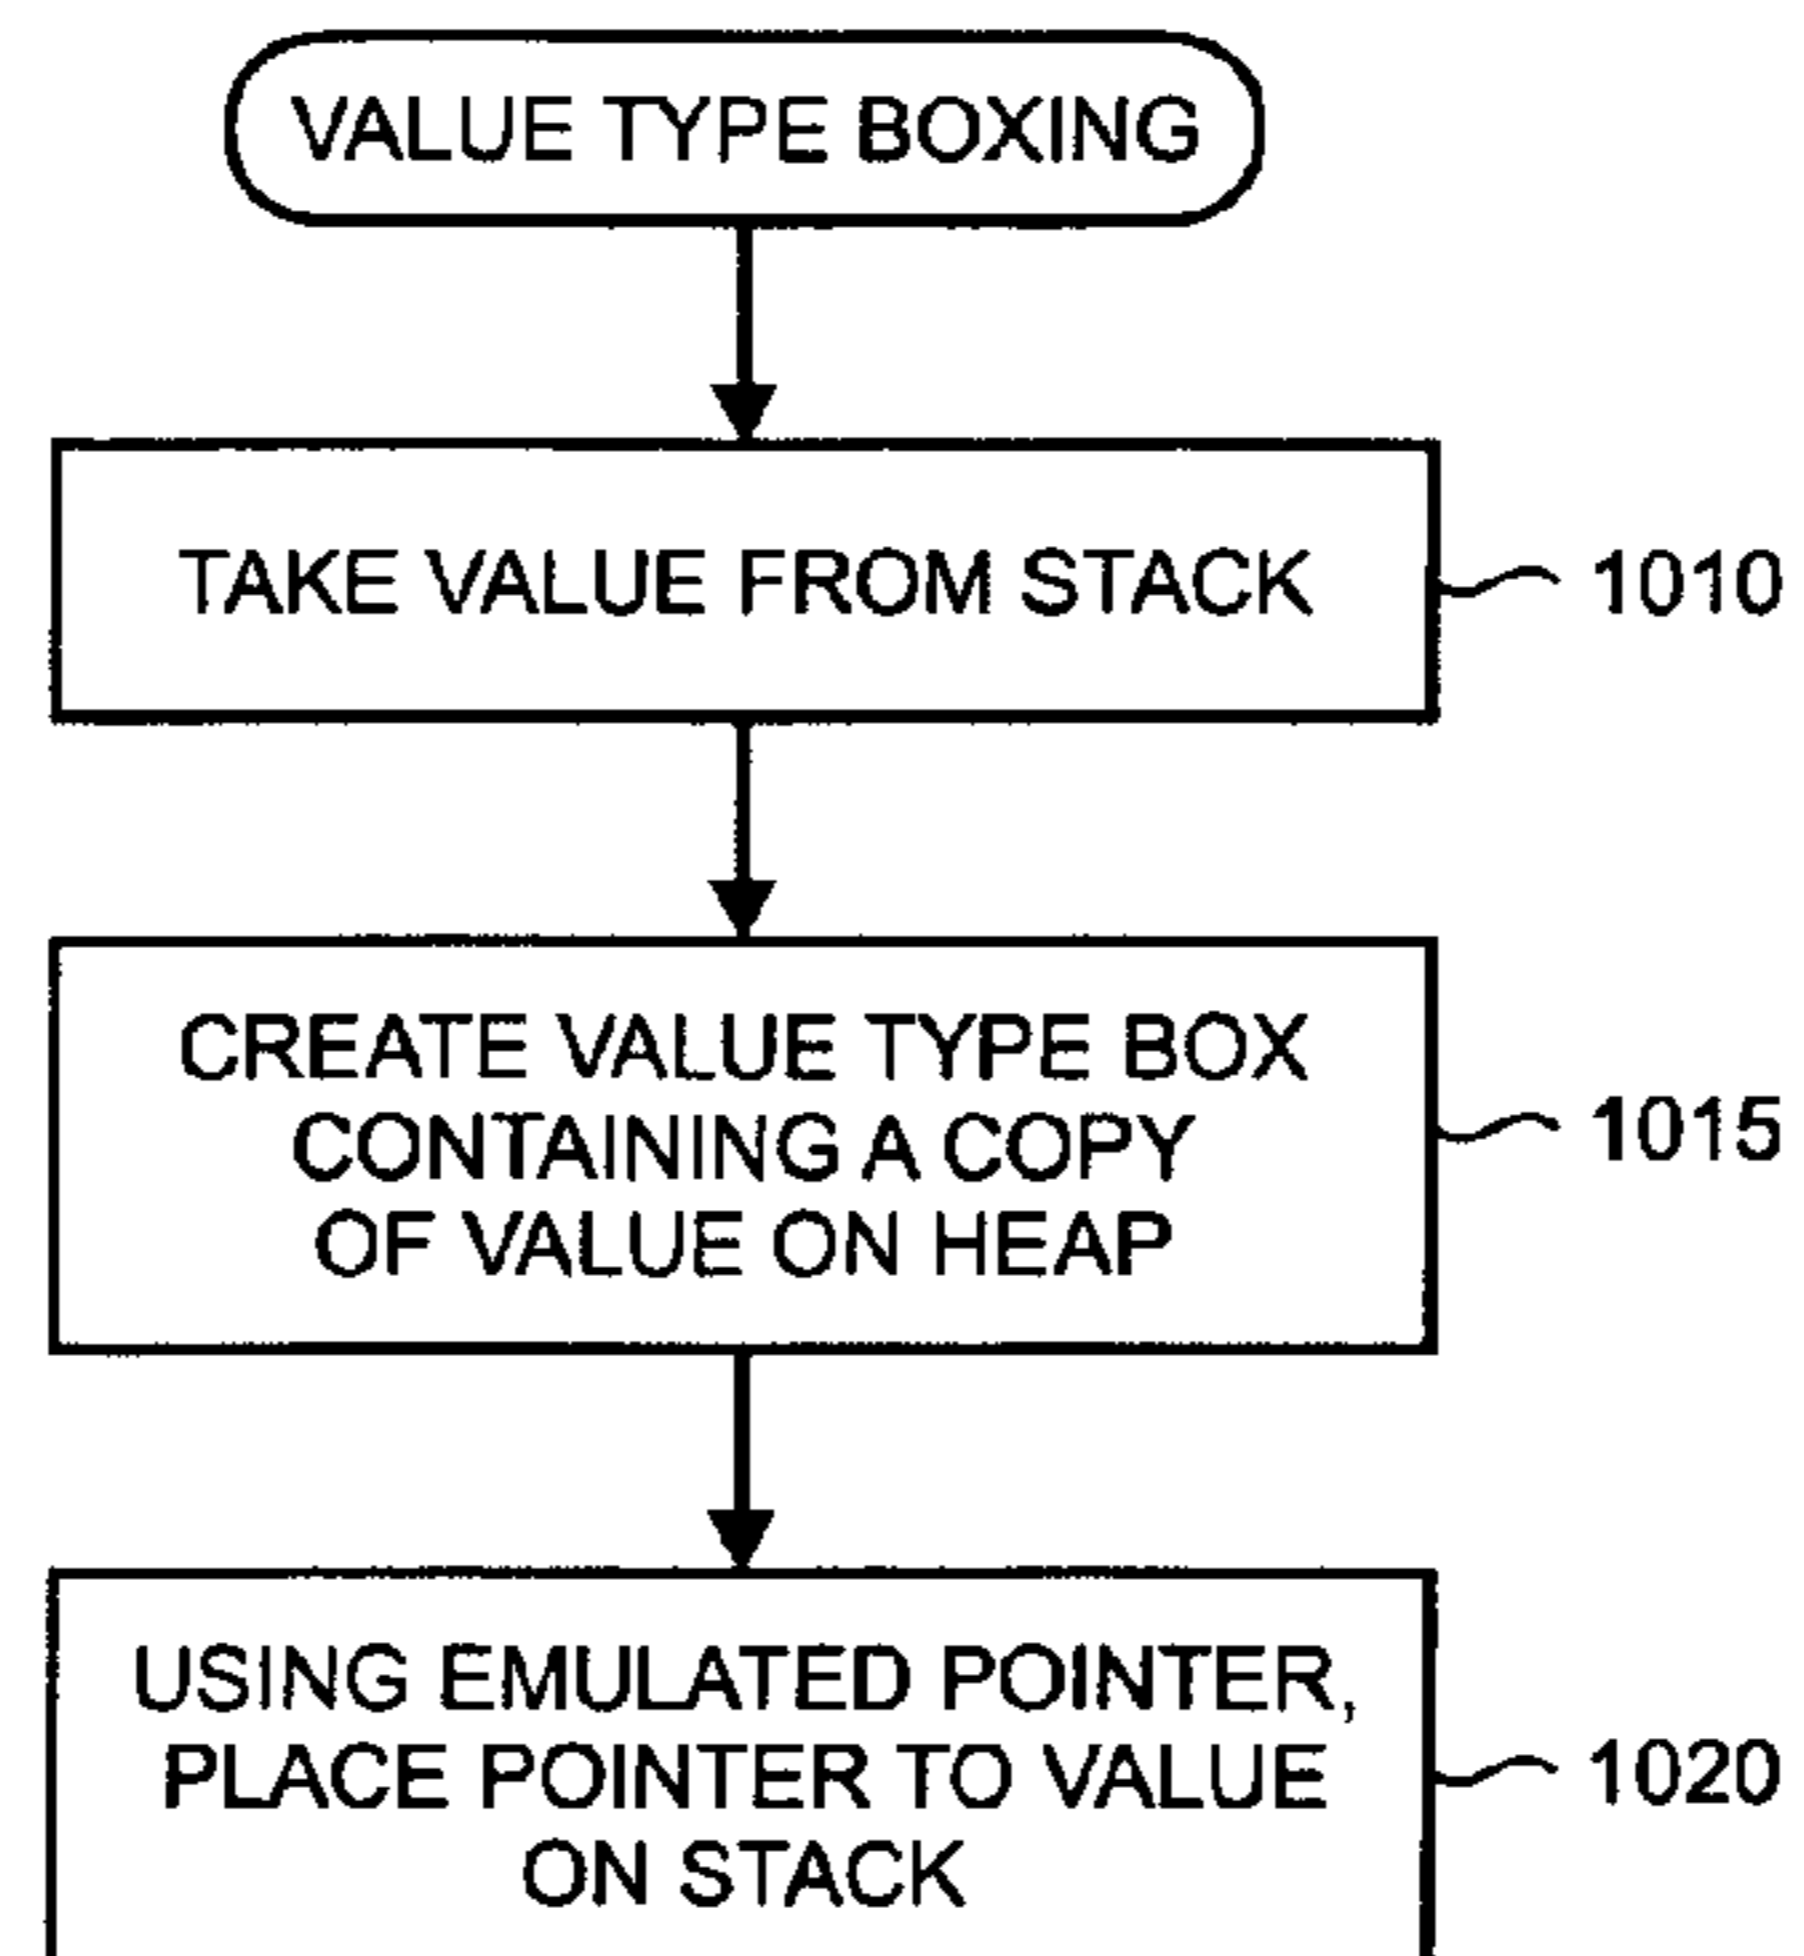 VALUE TYPE BOXING
TAKE VALUE FROM STACK
1010
CREATE VALUE TYPE BOX
CONTAINING A COPY
OF VALUE ON HEAP
1015
USING EMULATED POINTER,
PLACE POINTER TO VALUE
ON STACK
1020